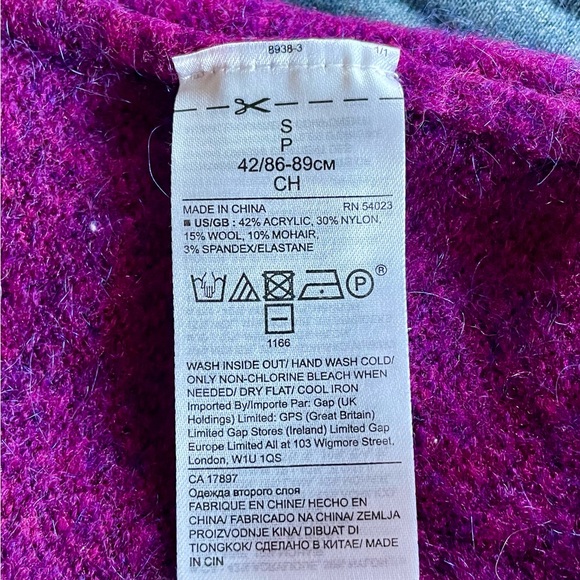 8938-3 1/1
S
P
42/86-89см
CH
MADE IN CHINA RN 54023
US/GB : 42% ACRYLIC, 30% NYLON,
15% WOOL, 10% MOHAIR,
3% SPANDEX/ELASTANE
P ®
1166
WASH INSIDE OUT/ HAND WASH COLD/
ONLY NON-CHLORINE BLEACH WHEN
NEEDED/ DRY FLAT/ COOL IRON
Imported By/Importe Par: Gap (UK
Holdings) Limited: GPS (Great Britain)
Limited Gap Stores (Ireland) Limited Gap
Europe Limited All at 103 Wigmore Street,
London, W1U 1QS
CA 17897
Одежда второго слоя
FABRIQUE EN CHINE/ HECHO EN
CHINA/ FABRICADO NA CHINA/ ZEMLJA
PROIZVODNJE KINA/ DIBUAT DI
TIONGKOK/ СДЕЛАНО В КИТАЕ/ MADE
IN CIN